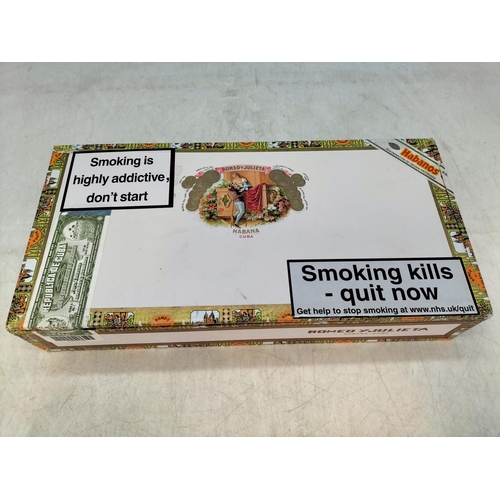 Smoking is
highly addictive,
don't start
Habanos
ROMEO Y JULIETA
HABANA
CUBA
REPUBLICA DE CUBA
Smoking kills
- quit now
Get help to stop smoking at www.nhs.uk/quit
ROMEO Y JULIETA